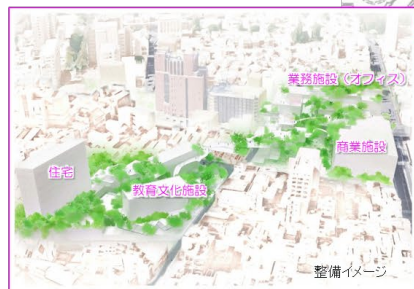 業務施設（オフィス）
商業施設
住宅
教育文化施設
整備イメージ